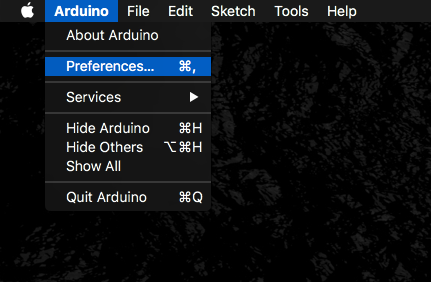 Arduino File Edit Sketch Tools Help
About Arduino
Preferences... ⌘,
Services ▶
Hide Arduino ⌘H
Hide Others ⌥⌘H
Show All
Quit Arduino ⌘Q